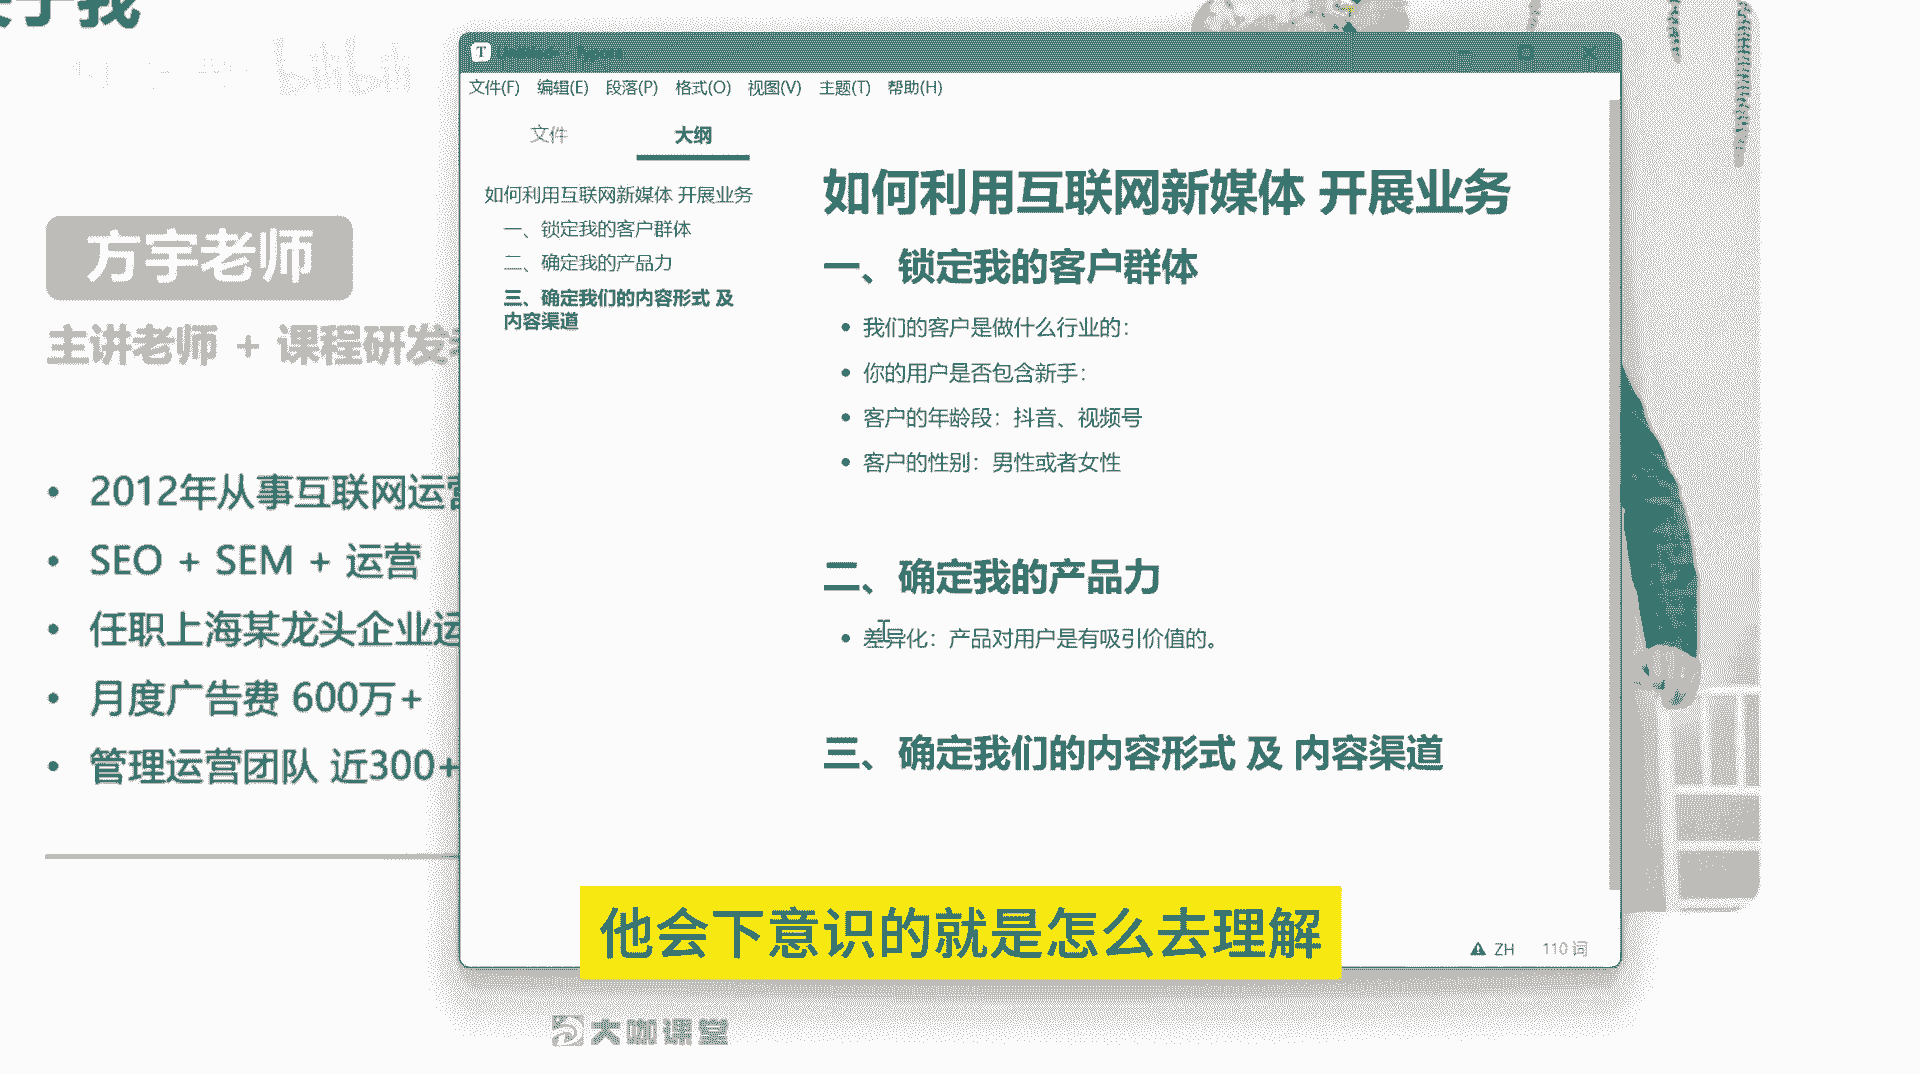 于我
bilibili
方宇老师
主讲老师 + 课程研发
2012年从事互联网运营
SEO + SEM + 运营
任职上海某龙头企业运
月度广告费 600万+
管理运营团队 近300+
T
文件(F) 编辑(E) 段落(P) 格式(O) 视图(V) 主题(T) 帮助(H)
文件 大纲
如何利用互联网新媒体 开展业务
一、锁定我的客户群体
二、确定我的产品力
三、确定我们的内容形式 及
内容渠道
如何利用互联网新媒体 开展业务
一、锁定我的客户群体
我们的客户是做什么行业的：
你的用户是否包含新手：
客户的年龄段：抖音、视频号
客户的性别：男性或者女性
二、确定我的产品力
差异化：产品对用户是有吸引价值的。
三、确定我们的内容形式 及 内容渠道
他会下意识的就是怎么去理解
ZH 110 词
大咖课堂